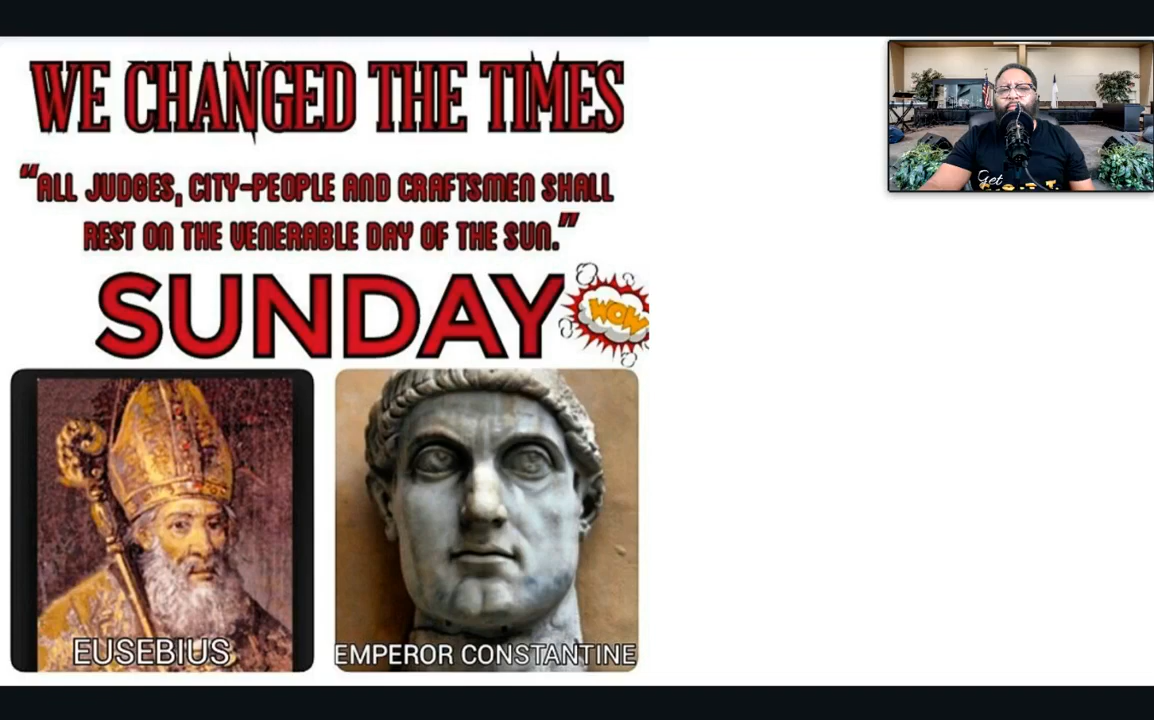 WE CHANGED THE TIMES
"ALL JUDGES, CITY-PEOPLE AND CRAFTSMEN SHALL
REST ON THE VENERABLE DAY OF THE SUN."
SUNDAY
WOW
EUSEBIUS
EMPEROR CONSTANTINE
Get